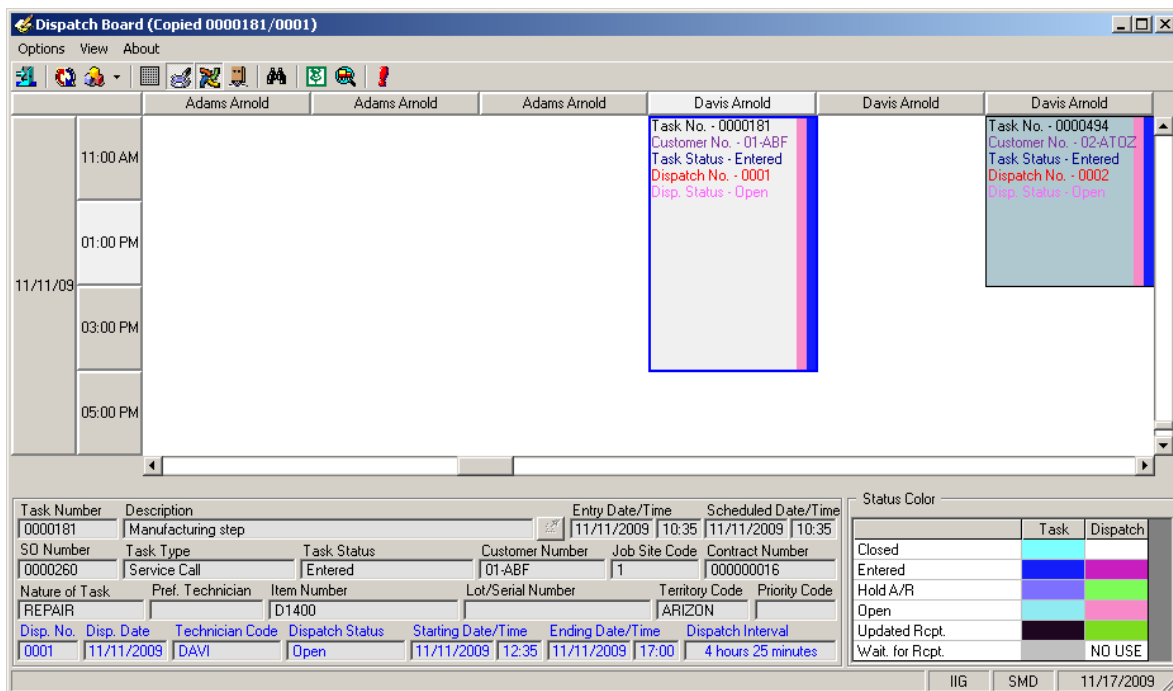 Dispatch Board (Copied 0000181/0001)
Options View About
Adams Arnold Adams Arnold Adams Arnold Davis Arnold Davis Arnold Davis Arnold
11/11/09
11:00 AM
01:00 PM
03:00 PM
05:00 PM
Task No. - 0000181
Customer No. - 01-ABF
Task Status - Entered
Dispatch No. - 0001
Disp. Status - Open
Task No. - 0000494
Customer No. - 02-ATOZ
Task Status - Entered
Dispatch No. - 0002
Disp. Status - Open
Task Number Description Entry Date/Time Scheduled Date/Time
0000181 Manufacturing step 11/11/2009 10:35 11/11/2009 10:35
SO Number Task Type Task Status Customer Number Job Site Code Contract Number
0000260 Service Call Entered 01-ABF 1 000000016
Nature of Task Pref. Technician Item Number Lot/Serial Number Territory Code Priority Code
REPAIR D1400 ARIZON
Disp. No. Disp. Date Technician Code Dispatch Status Starting Date/Time Ending Date/Time Dispatch Interval
0001 11/11/2009 DAVI Open 11/11/2009 12:35 11/11/2009 17:00 4 hours 25 minutes
Status Color
Task Dispatch
Closed
Entered
Hold A/R
Open
Updated Rcpt.
Wait. for Rcpt. NO USE
IIG SMD 11/17/2009